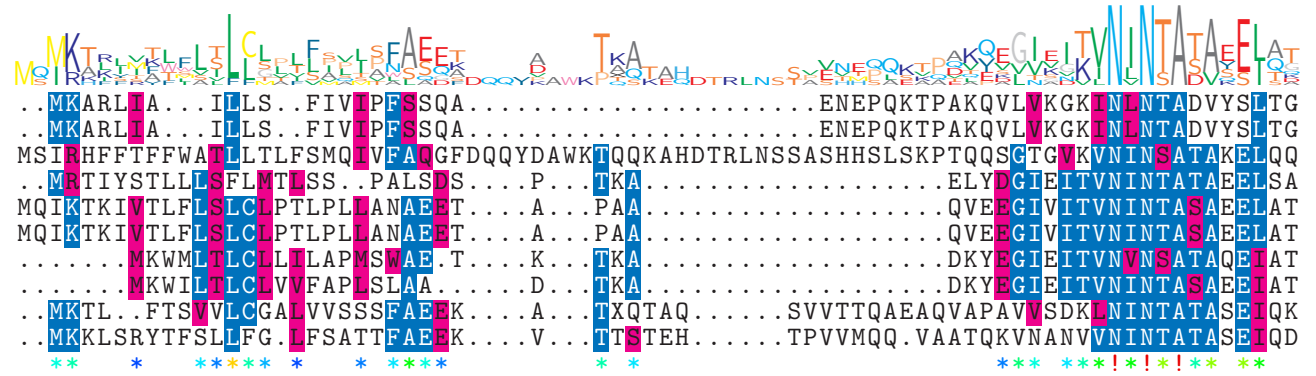 ..MKARLIA...ILLS..FIVIPFSSQA......................ENEPQKTPAKQVLVKGKINLNTADVYSLTG
..MKARLIA...ILLS..FIVIPFSSQA......................ENEPQKTPAKQVLVKGKINLNTADVYSLTG
MSIRHFFTFFWATLLTLFSMQIVFAQGFDQQYDAWKTQQKAHDTRLNSSASHHSLSKPTQQSGTGVKVNINSATAKELQQ
..MRTIYSTLLLSFLMTLSS..PALSDS....P...TKA...................ELYDGIEITVNINTATAEELSA
MQIKTKIVTLFLSLCLPTLPLLANAEET....A...PAA...................QVEEGIVITVNINTASAEELAT
MQIKTKIVTLFLSLCLPTLPLLANAEET....A...PAA...................QVEEGIVITVNINTASAEELAT
.......MKWMLTLCLLILAPMSWAE.T....K...TKA...................DKYEGIEITVNVNSATAQEIAT
.......MKWILTLCLVVFAPLSLAA......D...TKA...................DKYEGIEITVNINTASAEEIAT
..MKTL..FTSVVLCGALVVSSSFAEEK....A...TXQTAQ......SVVTTQAEAQVAPAVVSDKLNINTATASEIQK
..MKKLSRYTFSLLFG.LFSATTFAEEK....V...TTSTEH......TPVVMQQ.VAATQKVNANVVNINTATASEIQD
** * ***** * * **** * * *** ***!*!*!** **